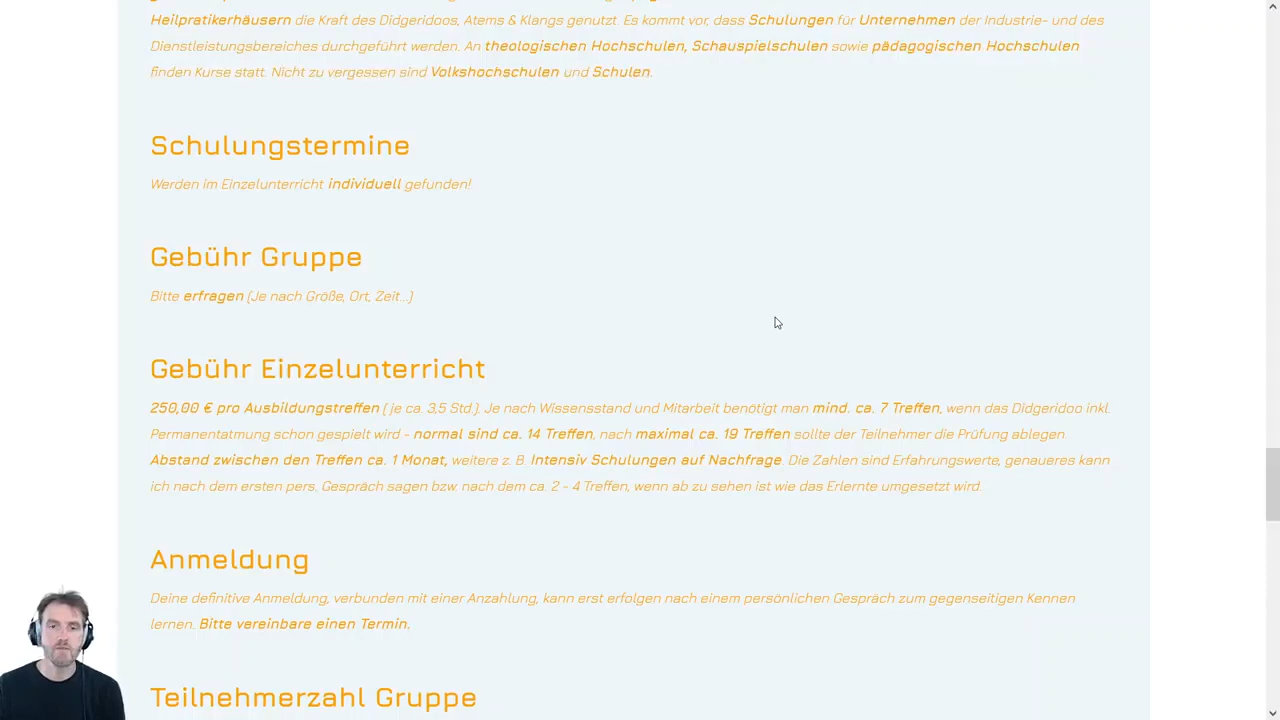 Heilpratikerhäusern die Kraft des Didgeridoos, Atems & Klangs genutzt. Es kommt vor, dass Schulungen für Unternehmen der Industrie- und des
Dienstleistungsbereiches durchgeführt werden. An theologischen Hochschulen, Schauspielschulen sowie pädagogischen Hochschulen
finden Kurse statt. Nicht zu vergessen sind Volkshochschulen und Schulen.
Schulungstermine
Werden im Einzelunterricht individuell gefunden!
Gebühr Gruppe
Bitte erfragen (Je nach Größe, Ort, Zeit...)
Gebühr Einzelunterricht
250,00 € pro Ausbildungstreffen ( je ca. 3,5 Std.). Je nach Wissensstand und Mitarbeit benötigt man mind. ca. 7 Treffen, wenn das Didgeridoo inkl.
Permanentatmung schon gespielt wird - normal sind ca. 14 Treffen, nach maximal ca. 19 Treffen sollte der Teilnehmer die Prüfung ablegen.
Abstand zwischen den Treffen ca. 1 Monat, weitere z. B. Intensiv Schulungen auf Nachfrage. Die Zahlen sind Erfahrungswerte, genaueres kann
ich nach dem ersten pers. Gespräch sagen bzw. nach dem ca. 2 - 4 Treffen, wenn ab zu sehen ist wie das Erlernte umgesetzt wird.
Anmeldung
Deine definitive Anmeldung, verbunden mit einer Anzahlung, kann erst erfolgen nach einem persönlichen Gespräch zum gegenseitigen Kennen
lernen. Bitte vereinbare einen Termin.
Teilnehmerzahl Gruppe